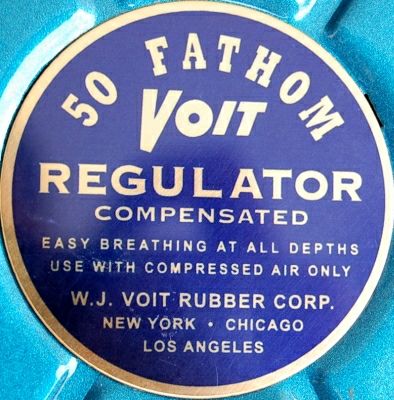 50 FATHOM
VOIT
REGULATOR
COMPENSATED
EASY BREATHING AT ALL DEPTHS
USE WITH COMPRESSED AIR ONLY
W.J. VOIT RUBBER CORP.
NEW YORK • CHICAGO
LOS ANGELES